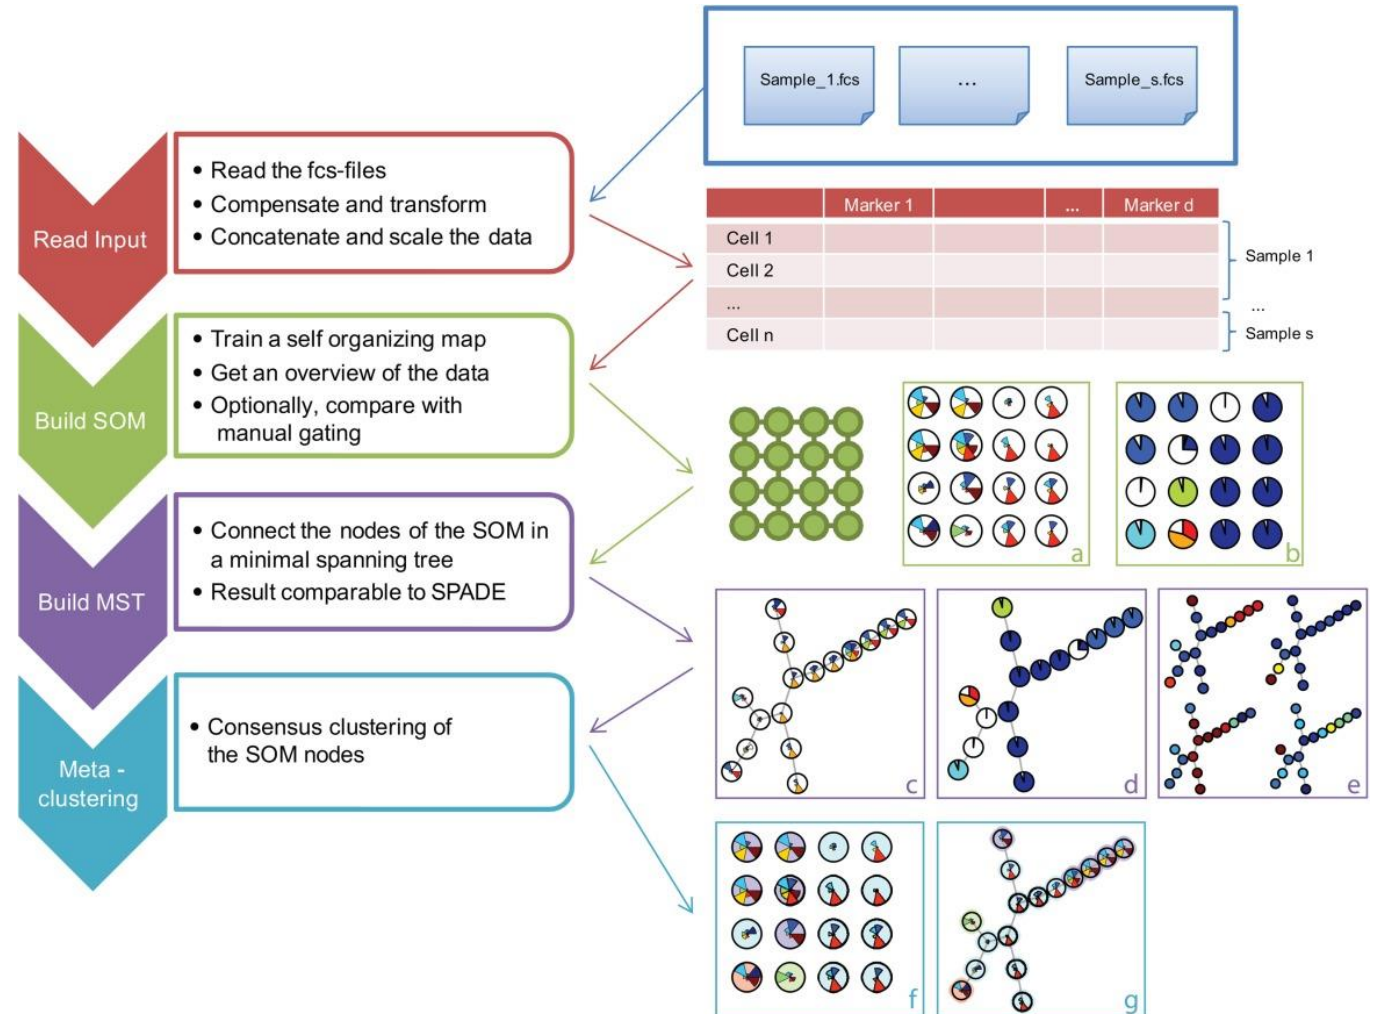 Sample_1.fcs
...
Sample_s.fcs
Read Input
• Read the fcs-files
• Compensate and transform
• Concatenate and scale the data
Marker 1 ... Marker d
Cell 1
Cell 2
...
Cell n
Sample 1
...
Sample s
Build SOM
• Train a self organizing map
• Get an overview of the data
• Optionally, compare with
manual gating
a
b
Build MST
• Connect the nodes of the SOM in
a minimal spanning tree
• Result comparable to SPADE
c
d
e
Meta -
clustering
• Consensus clustering of
the SOM nodes
f
g